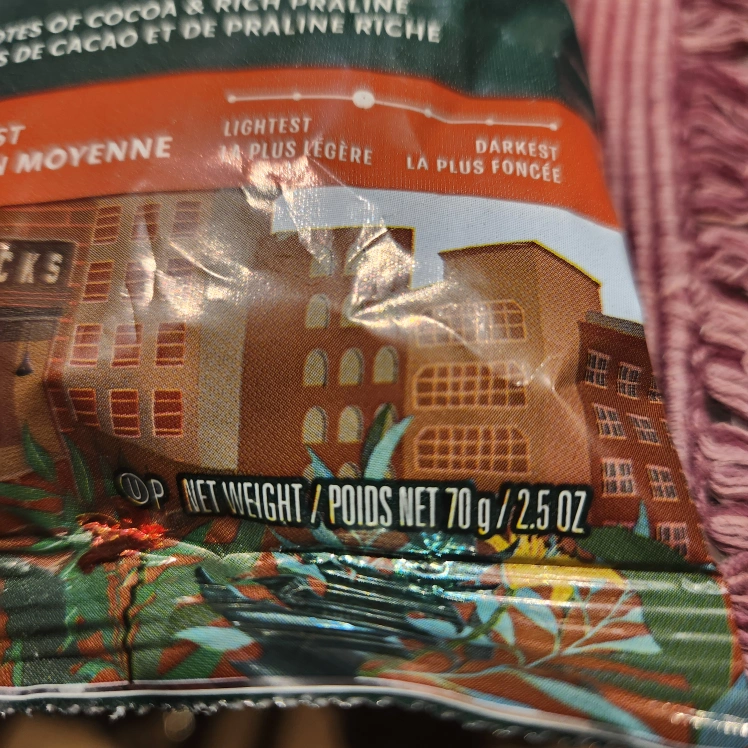 OTES OF COCOA & RICH PRALINE
S DE CACAO ET DE PRALINE RICHE
ST
MOYENNE
LIGHTEST
LA PLUS LÉGÈRE
DARKEST
LA PLUS FONCÉE
CKS
U P NET WEIGHT / POIDS NET 70 g / 2.5 OZ